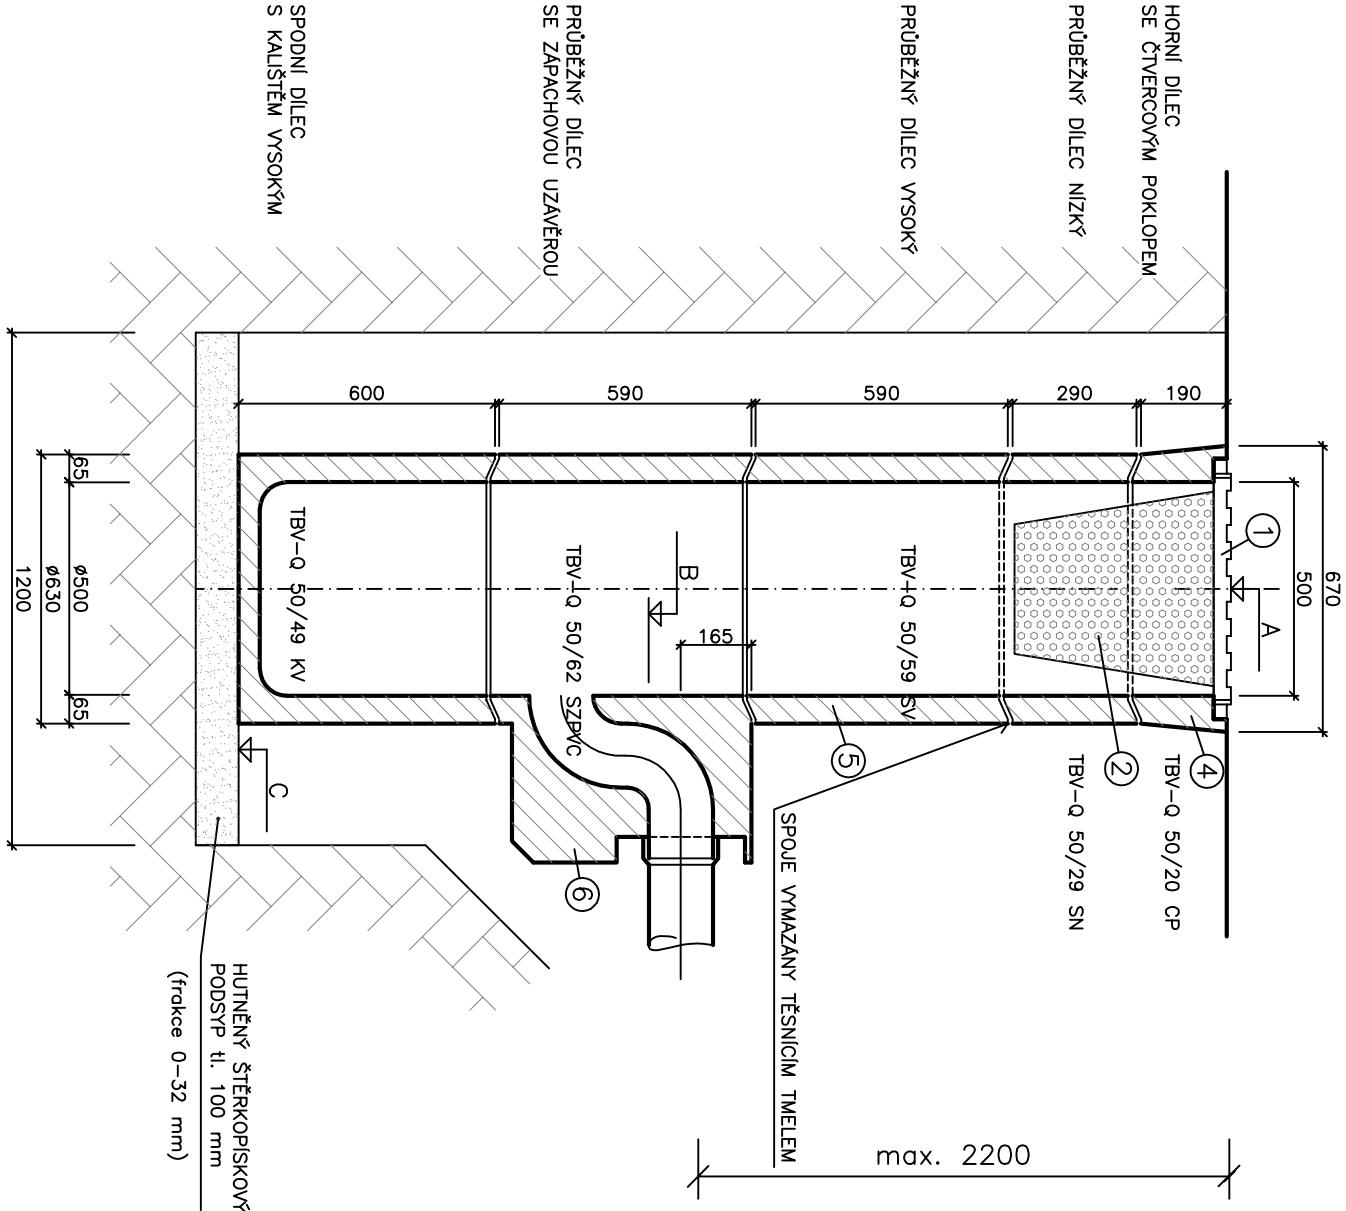 HORNÍ DÍLEC
SE ČTVERCOVÝM POKLOPEM
PRŮBĚŽNÝ DÍLEC NÍZKÝ
PRŮBĚŽNÝ DÍLEC VYSOKÝ
PRŮBĚŽNÝ DÍLEC
SE ZÁPACHOVOU UZÁVĚROU
SPODNÍ DÍLEC
S KALIŠTĚM VYSOKÝM
670
500
1
A
190
290
590
590
600
2
4
5
6
B
C
165
TBV-Q 50/20 CP
TBV-Q 50/29 SN
TBV-Q 50/59 SV
TBV-Q 50/62 SZPVC
TBV-Q 50/49 KV
65
ø500
65
ø630
1200
SPOJE VYMAZÁNY TĚSNÍCÍM TMELEM
max. 2200
HUTNĚNÝ ŠTĚRKOPÍSKOVÝ
PODSYP tl. 100 mm
(frakce 0-32 mm)